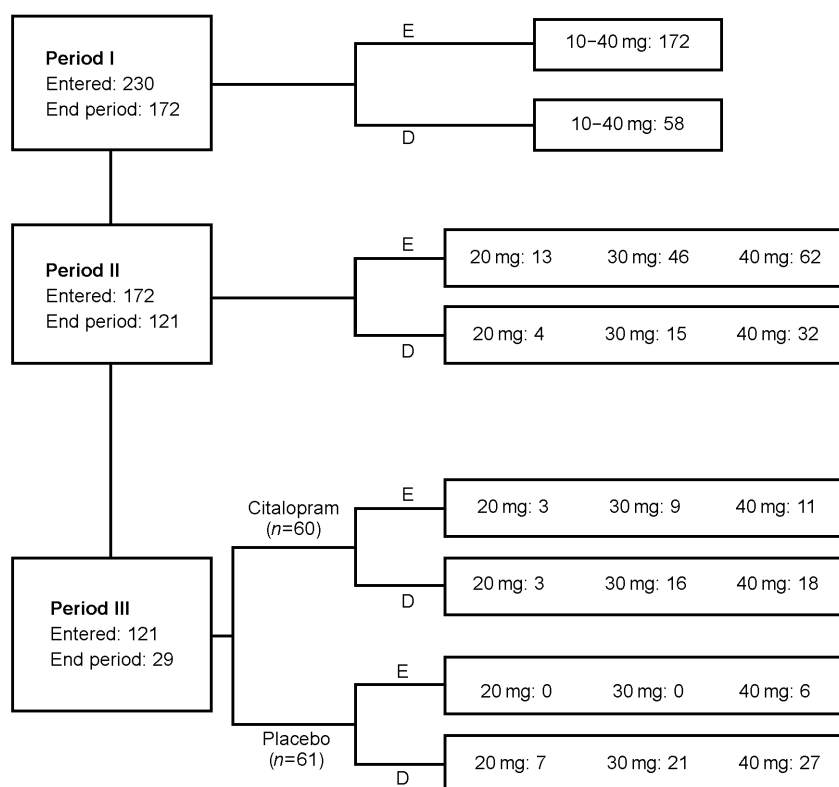 Period I
Entered: 230
End period: 172
E
10–40 mg: 172
D
10–40 mg: 58
Period II
Entered: 172
End period: 121
E
20 mg: 13 30 mg: 46 40 mg: 62
D
20 mg: 4 30 mg: 15 40 mg: 32
Period III
Entered: 121
End period: 29
Citalopram
(n=60)
E
20 mg: 3 30 mg: 9 40 mg: 11
D
20 mg: 3 30 mg: 16 40 mg: 18
Placebo
(n=61)
E
20 mg: 0 30 mg: 0 40 mg: 6
D
20 mg: 7 30 mg: 21 40 mg: 27